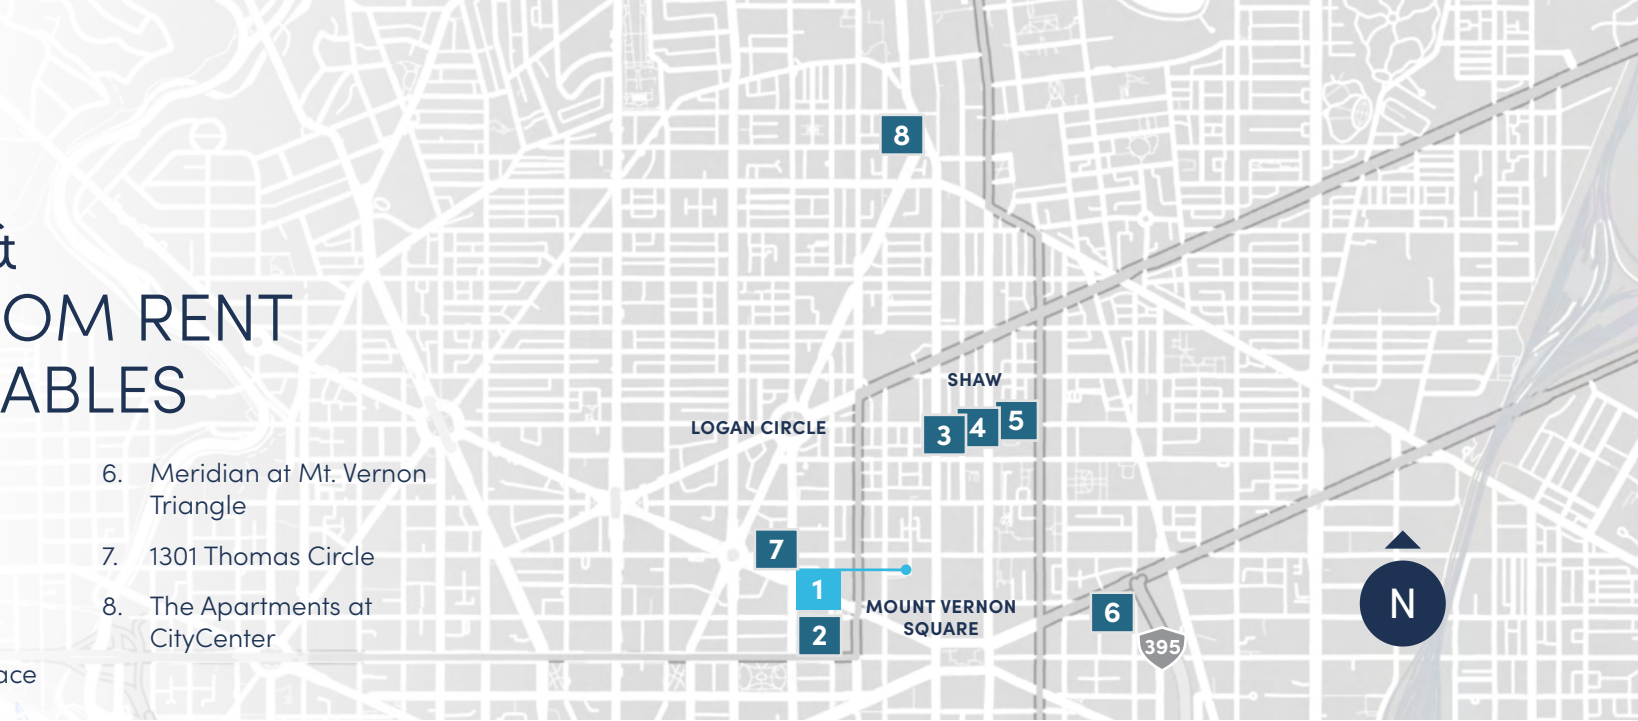 OM RENT
ABLES
6. Meridian at Mt. Vernon
Triangle
7. 1301 Thomas Circle
8. The Apartments at
CityCenter
ace
8
SHAW
LOGAN CIRCLE
3 4 5
7
1
MOUNT VERNON
SQUARE
2
6
395
N